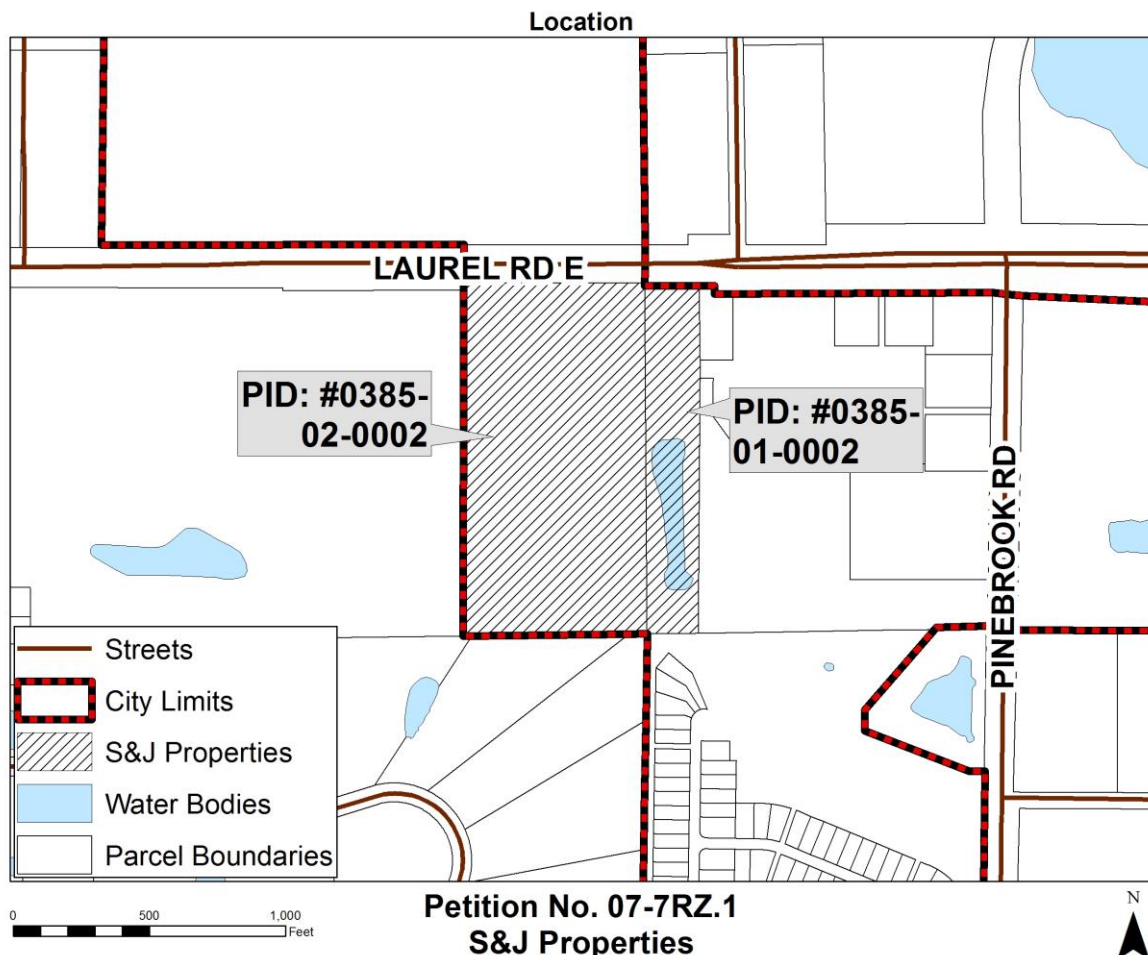 Location
LAUREL RD E
PID: #0385-
02-0002
PID: #0385-
01-0002
PINEBROOK RD
Streets
City Limits
S&J Properties
Water Bodies
Parcel Boundaries
0 500 1,000
Feet
Petition No. 07-7RZ.1
S&J Properties
N